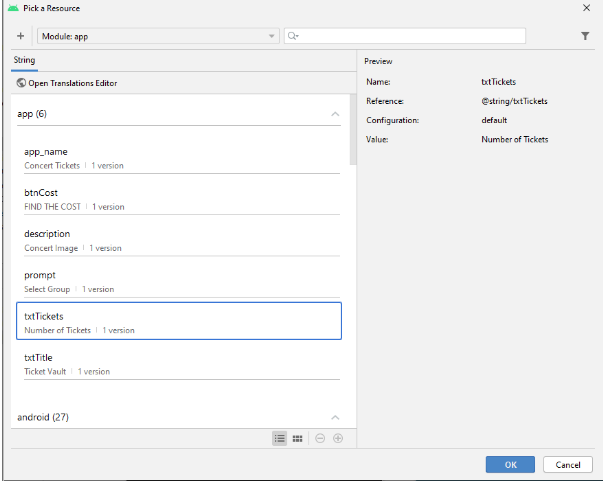 Pick a Resource
Module: app
String
Open Translations Editor
app (6)
app_name
Concert Tickets | 1 version
btnCost
FIND THE COST | 1 version
description
Concert Image | 1 version
prompt
Select Group | 1 version
txtTickets
Number of Tickets | 1 version
txtTitle
Ticket Vault | 1 version
android (27)
Preview
Name: txtTickets
Reference: @string/txtTickets
Configuration: default
Value: Number of Tickets
OK Cancel